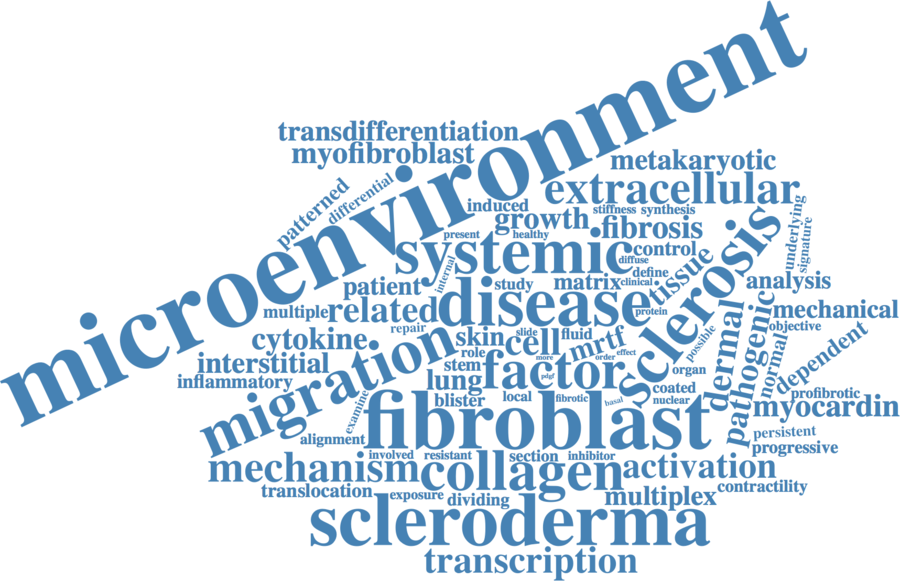 microenvironment
transdifferentiation
myofibroblast
metakaryotic
extracellular
patterned
differential
induced
growth
stiffness
synthesis
fibrosis
underlying
signature
present
healthy
systemic
control
diffuse
sclerosis
tissue
internal
define
patient
study
matrix
clinical
analysis
multiple
related
disease
protein
mechanical
repair
cytokine
skin
slide
cell
fluid
mrtf
possible
dermal
pathogenic
objective
migration
role
more
order
effect
normal
dependent
interstitial
stem
factor
organ
inflammatory
lung
pdgf
coated
profibrotic
blister
local
fibrotic
basal
nuclear
myocardin
examine
fibroblast
alignment
persistent
involved
resistant
section
inhibitor
progressive
mechanism
collagen
activation
translocation
exposure
dividing
multiplex
contractility
scleroderma
transcription